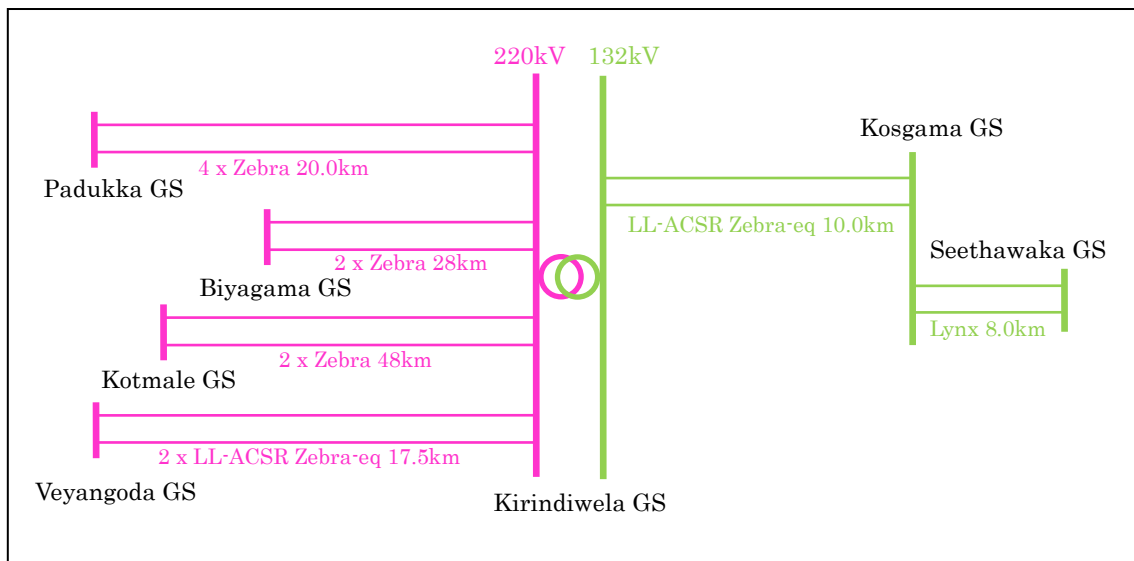 220kV
132kV
4 x Zebra 20.0km
Padukka GS
2 x Zebra 28km
Biyagama GS
2 x Zebra 48km
Kotmale GS
2 x LL-ACSR Zebra-eq 17.5km
Veyangoda GS
Kirindiwela GS
Kosgama GS
LL-ACSR Zebra-eq 10.0km
Seethawaka GS
Lynx 8.0km